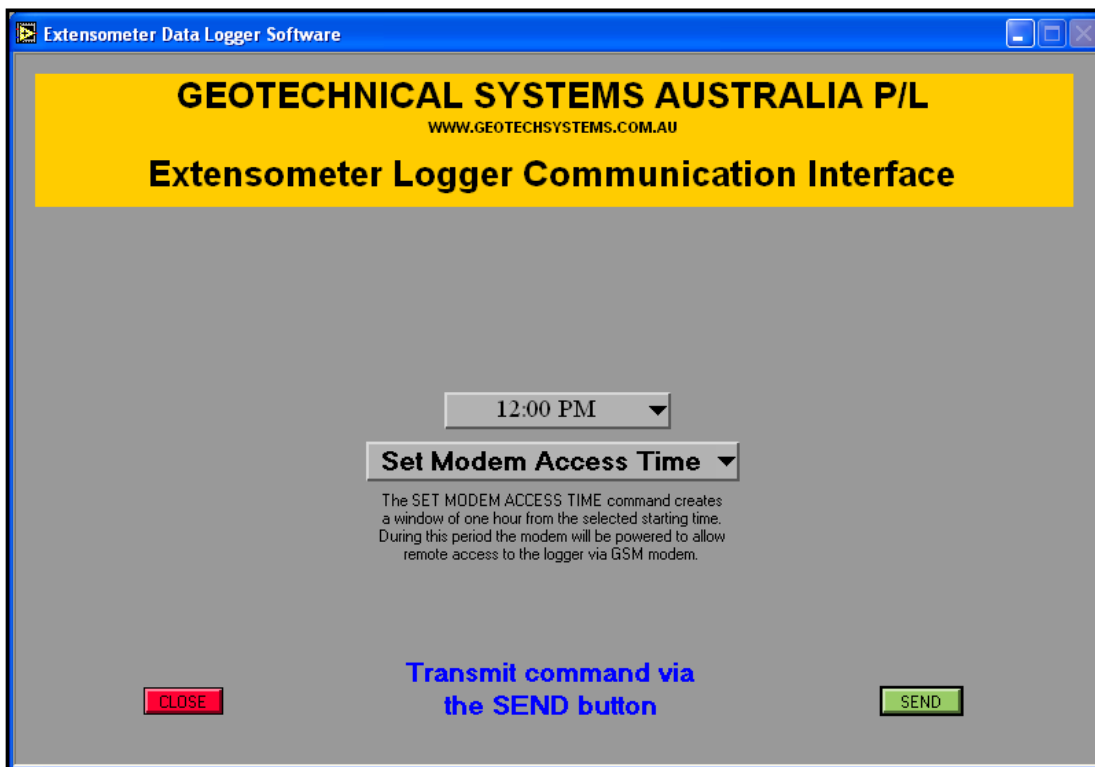 Extensometer Data Logger Software
GEOTECHNICAL SYSTEMS AUSTRALIA P/L
WWW.GEOTECHSYSTEMS.COM.AU
Extensometer Logger Communication Interface
12:00 PM
Set Modem Access Time
The SET MODEM ACCESS TIME command creates
a window of one hour from the selected starting time.
During this period the modem will be powered to allow
remote access to the logger via GSM modem.
Transmit command via
the SEND button
CLOSE
SEND